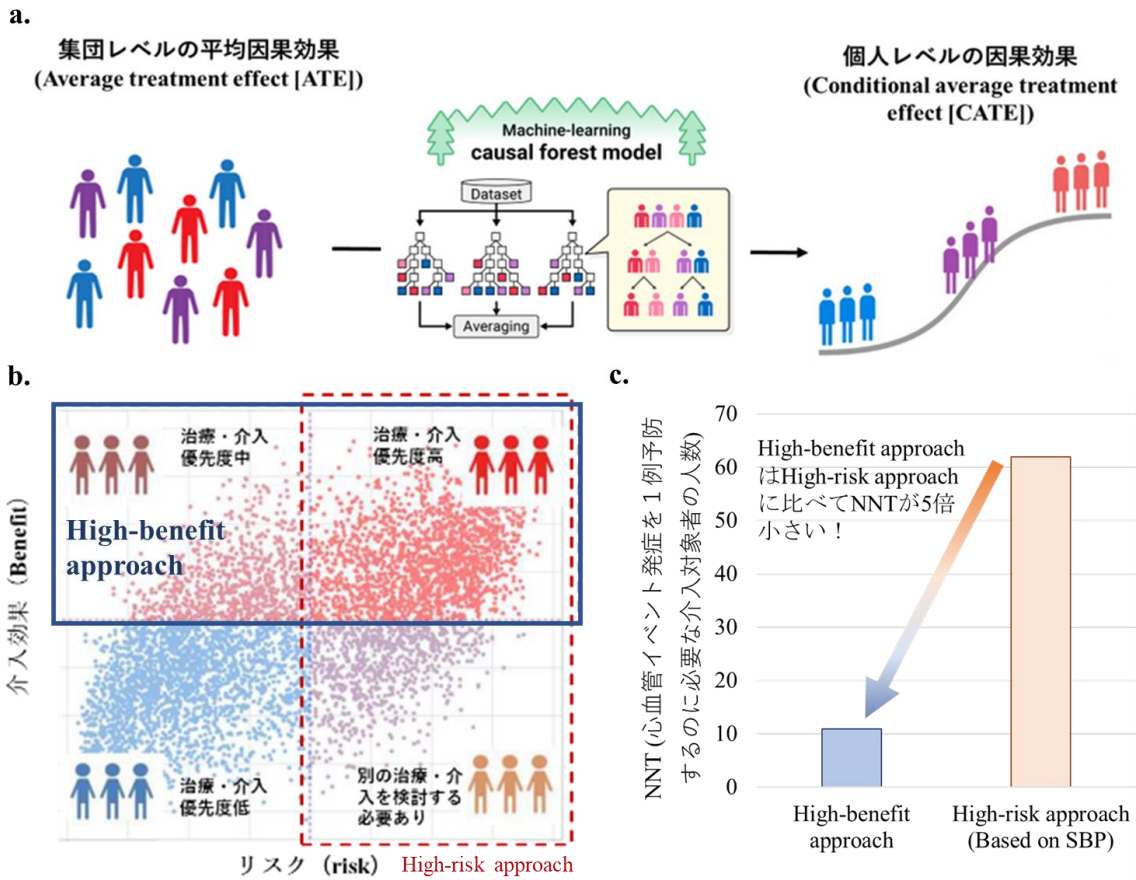 a.
集団レベルの平均因果効果
(Average treatment effect [ATE])
Machine-learning
causal forest model
Dataset
Averaging
個人レベルの因果効果
(Conditional average treatment
effect [CATE])
b.
治療・介入
優先度中
治療・介入
優先度高
High-benefit
approach
治療・介入
優先度低
別の治療・介
入を検討する
必要あり
介入効果（Benefit）
リスク（risk）
High-risk approach
c.
NNT (心血管イベント発症を１例予防
するのに必要な介入対象者の人数)
70
60
50
40
30
20
10
0
High-benefit approach
はHigh-risk approach
に比べてNNTが5倍
小さい！
High-benefit
approach
High-risk approach
(Based on SBP)